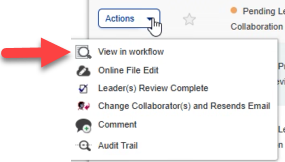 Actions
Pending Le
Collaboration
View in workflow
Online File Edit
Leader(s) Review Complete
Change Collaborator(s) and Resends Email
Comment
Audit Trail